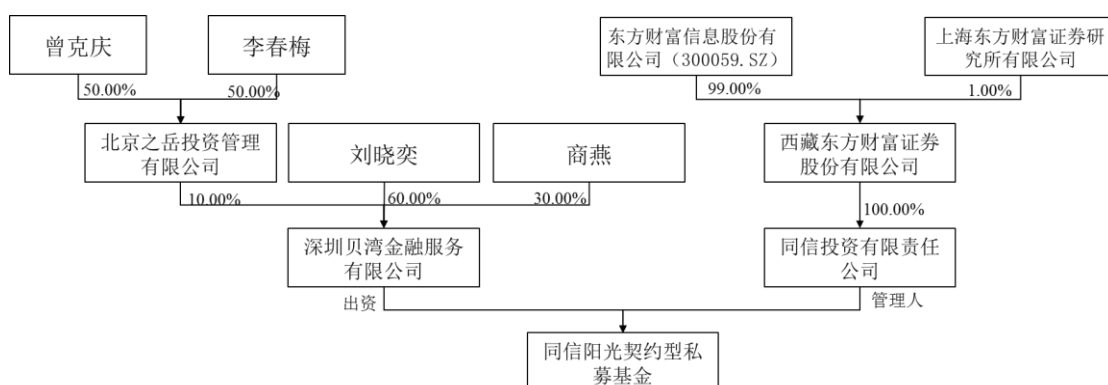 曾克庆
李春梅
东方财富信息股份有
限公司（300059.SZ）
上海东方财富证券研
究所有限公司
50.00%
50.00%
99.00%
1.00%
北京之岳投资管理
有限公司
刘晓奕
商燕
西藏东方财富证券
股份有限公司
10.00%
60.00%
30.00%
100.00%
深圳贝湾金融服务
有限公司
同信投资有限责任
公司
出资
管理人
同信阳光契约型私
募基金